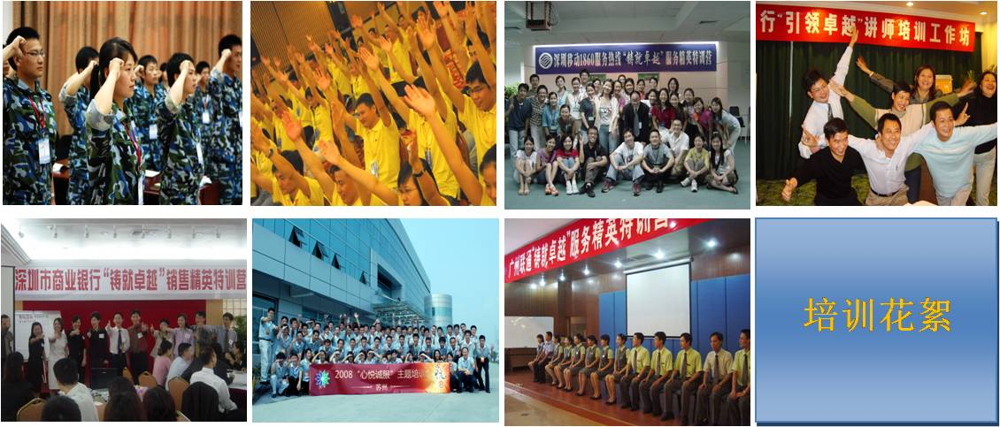 深圳移动1860服务热线“铸就卓越”服务精英特训营
行“引领卓越”讲师培训工作坊
深圳市商业银行“铸就卓越”销售精英特训营
2008 “心悦诚服” 主题培训
苏州
广州联通“铸就卓越”服务精英特训营
培训花絮